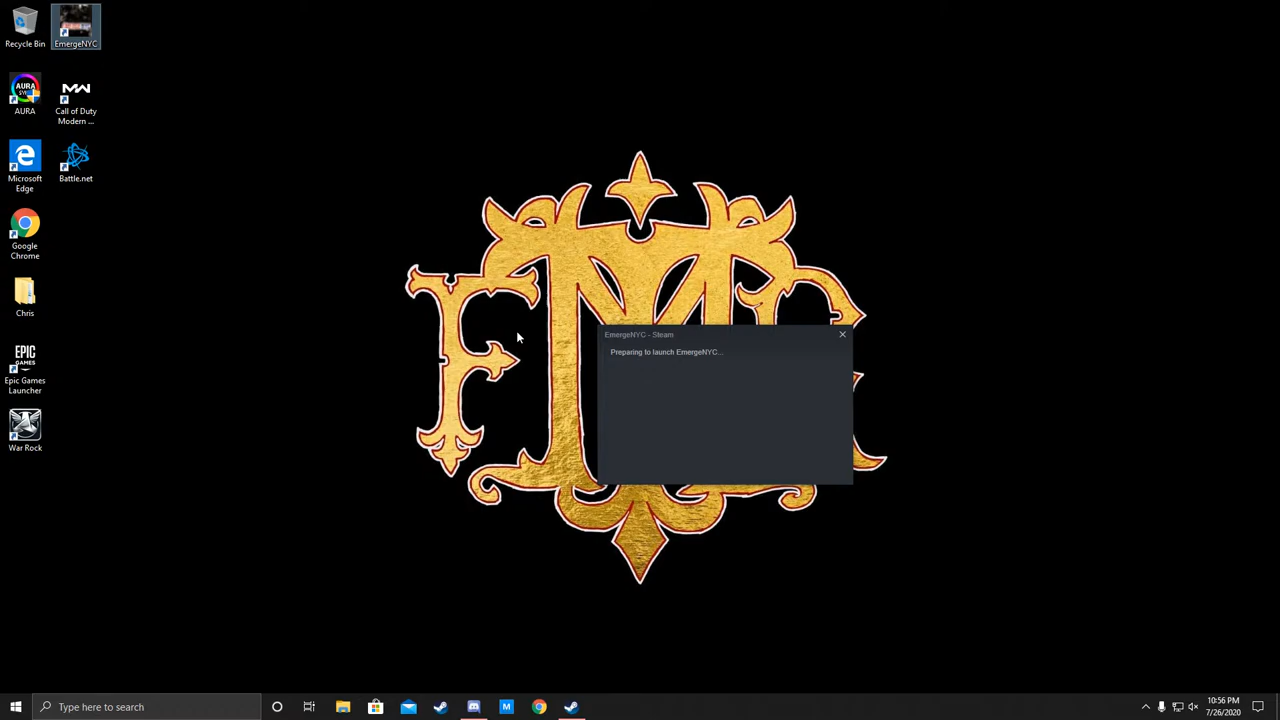 Recycle Bin
EmergeNYC
AURA
AURA
Call of Duty
Modern ...
Microsoft
Edge
Battle.net
Google
Chrome
Chris
EPIC
GAMES
Epic Games
Launcher
War Rock
FMR
EmergeNYC - Steam
Preparing to launch EmergeNYC...
Type here to search
M
10:56 PM
7/26/2020